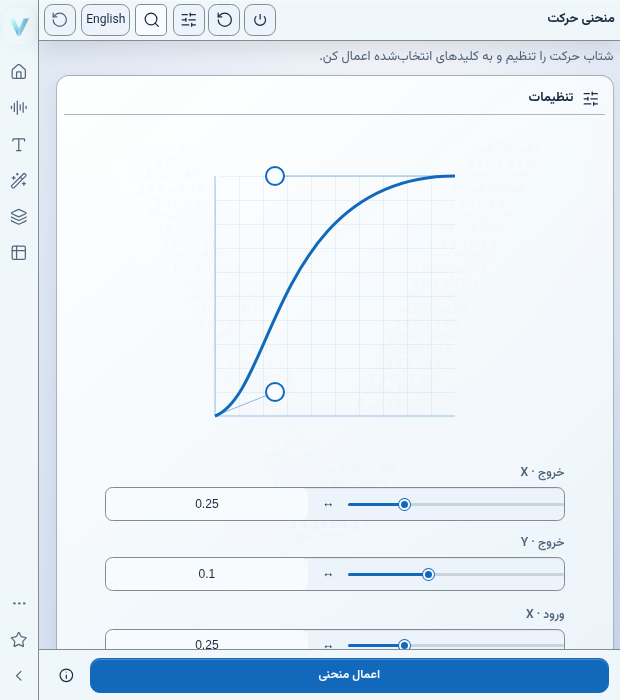 منحنی حرکت
English
شتاب حرکت را تنظیم و به کلیدهای انتخاب‌شده اعمال کن.
تنظیمات
خروج · X
0.25
↔
خروج · Y
0.1
↔
ورود · X
0.25
↔
اعمال منحنی